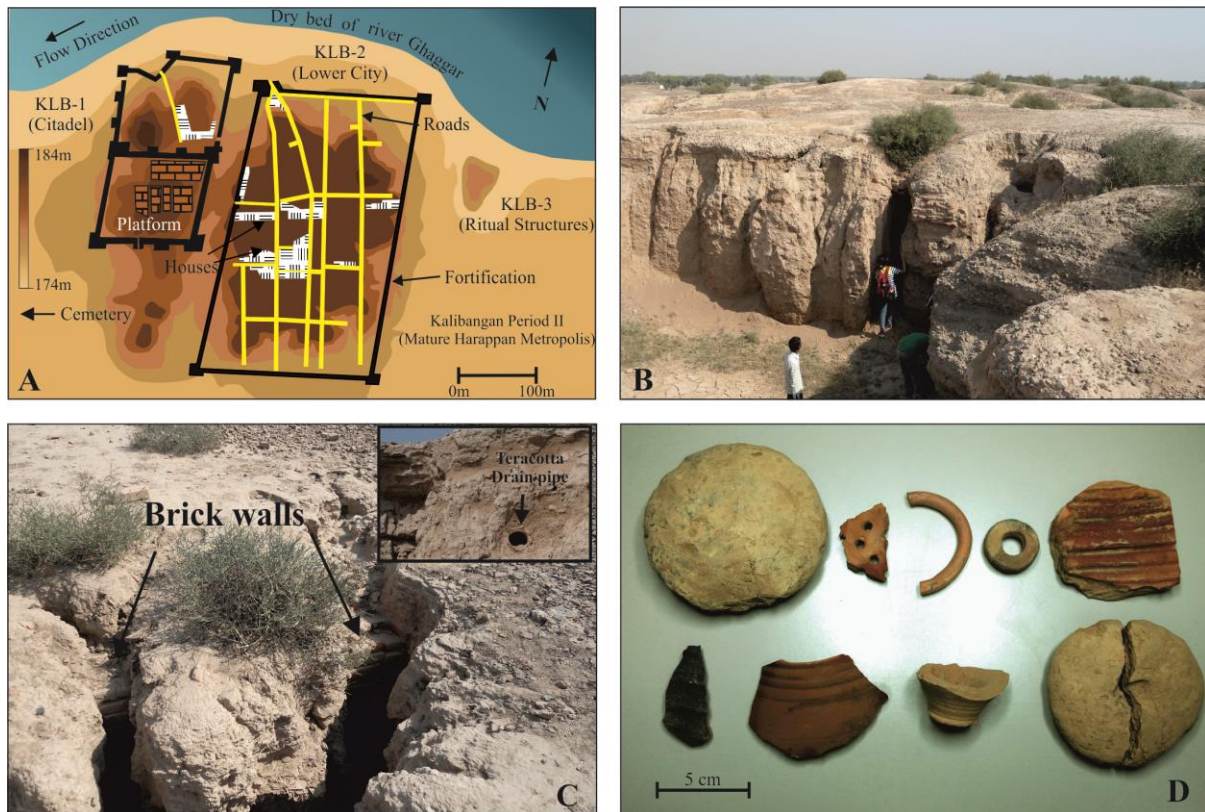 Flow Direction
Dry bed of river Ghaggar
KLB-2
(Lower City)
N
KLB-1
(Citadel)
Roads
184m
Platform
KLB-3
(Ritual Structures)
Houses
Fortification
174m
Cemetery
Kalibangan Period II
(Mature Harappan Metropolis)
0m
100m
A
B
Teracotta
Drain pipe
Brick walls
C
5 cm
D